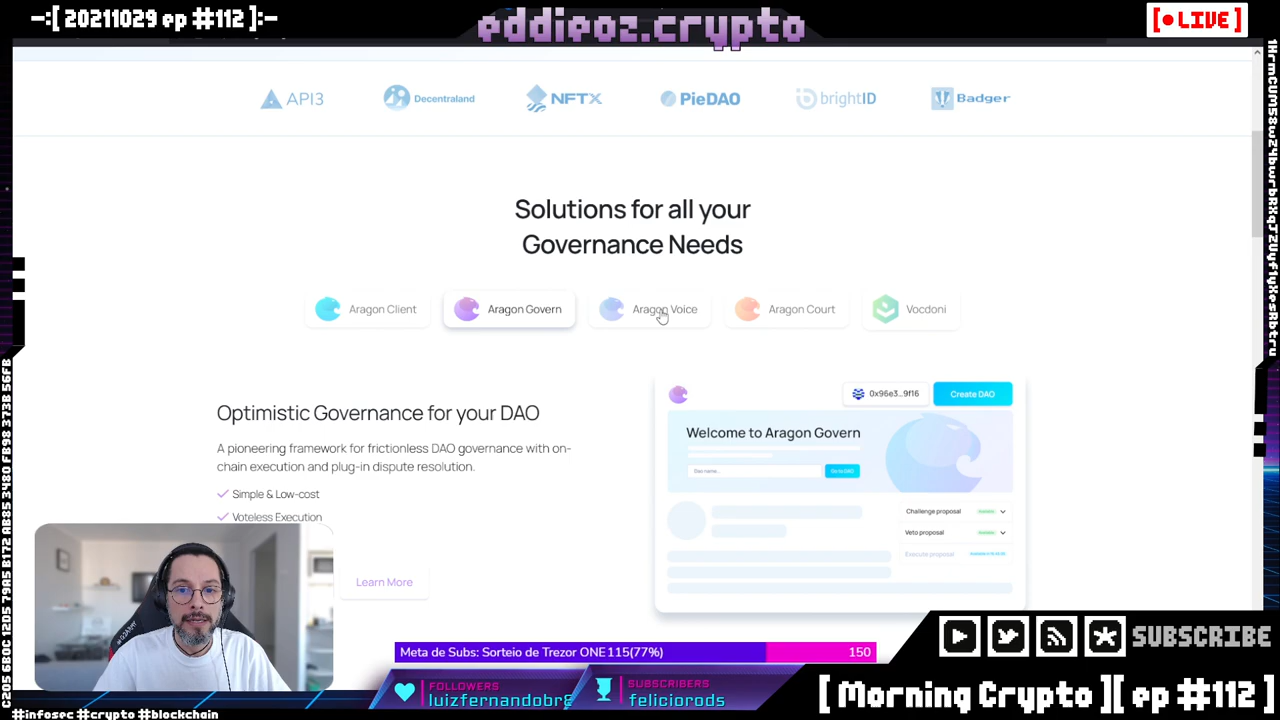 -:[ 20211029 ep #112 ]:-
eddieoz.crypto
[ LIVE ]
API3
Decentraland
NFTX
PieDAO
brightID
Badger
Solutions for all your
Governance Needs
Aragon Client
Aragon Govern
Aragon Voice
Aragon Court
Vocdoni
Optimistic Governance for your DAO
A pioneering framework for frictionless DAO governance with on-
chain execution and plug-in dispute resolution.
Simple & Low-cost
Voteless Execution
Learn More
0x96e3...9f16
Create DAO
Welcome to Aragon Govern
Challenge proposal
Veto proposal
Execute proposal
Meta de Subs: Sorteio de Trezor ONE
115(77%)
150
FOLLOWERS
luizfernandobr8
SUBSCRIBERS
feliciorods
SUBSCRIBE
[ Morning Crypto ][ ep #112 ]
#infosec #crypto #blockchain